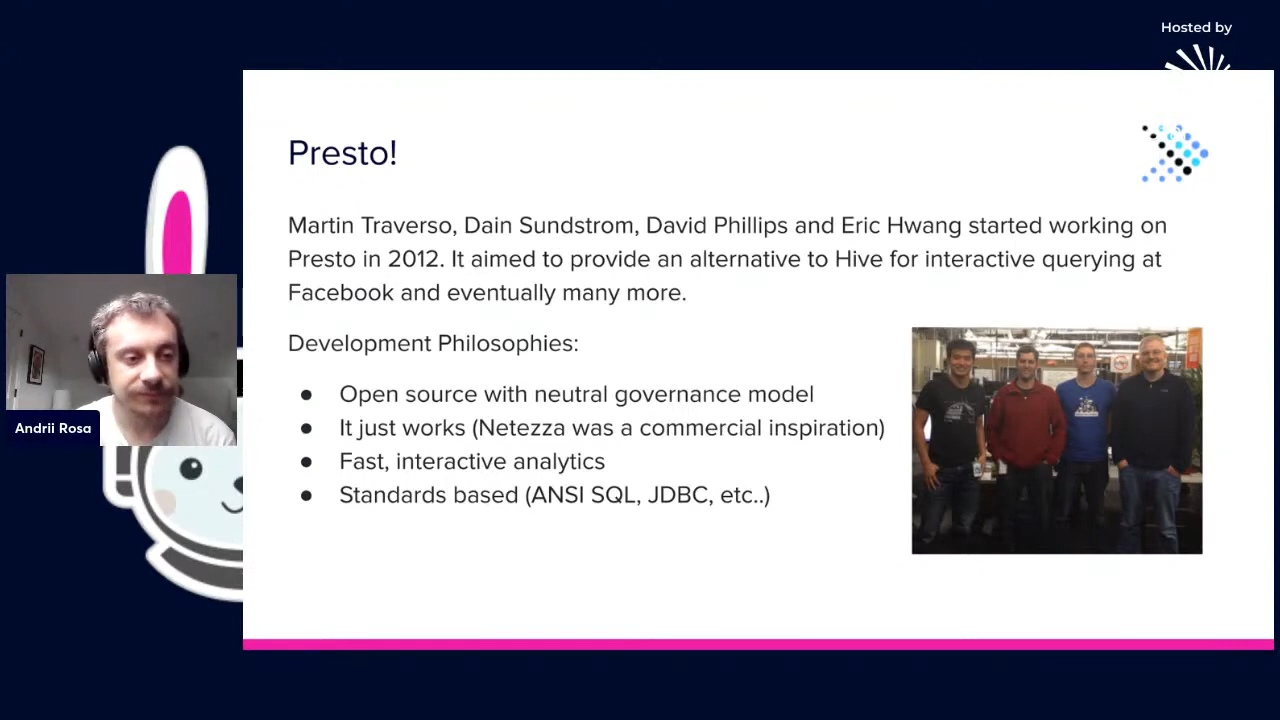 Hosted by
Presto!
Martin Traverso, Dain Sundstrom, David Phillips and Eric Hwang started working on
Presto in 2012. It aimed to provide an alternative to Hive for interactive querying at
Facebook and eventually many more.
Development Philosophies:
● Open source with neutral governance model
● It just works (Netezza was a commercial inspiration)
● Fast, interactive analytics
● Standards based (ANSI SQL, JDBC, etc..)
Andrii Rosa